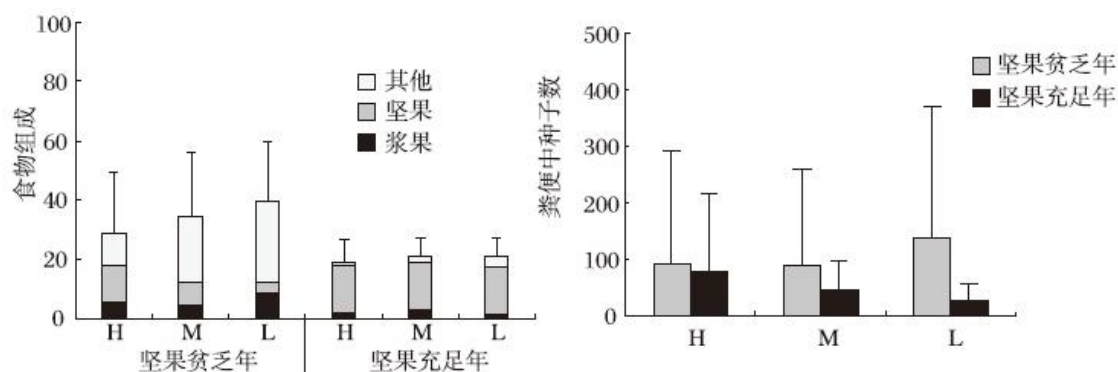 食物组成
100
80
60
40
20
0
其他
坚果
浆果
H M L H M L
坚果贫乏年 坚果充足年
粪便中种子数
500
400
300
200
100
0
坚果贫乏年
坚果充足年
H M L